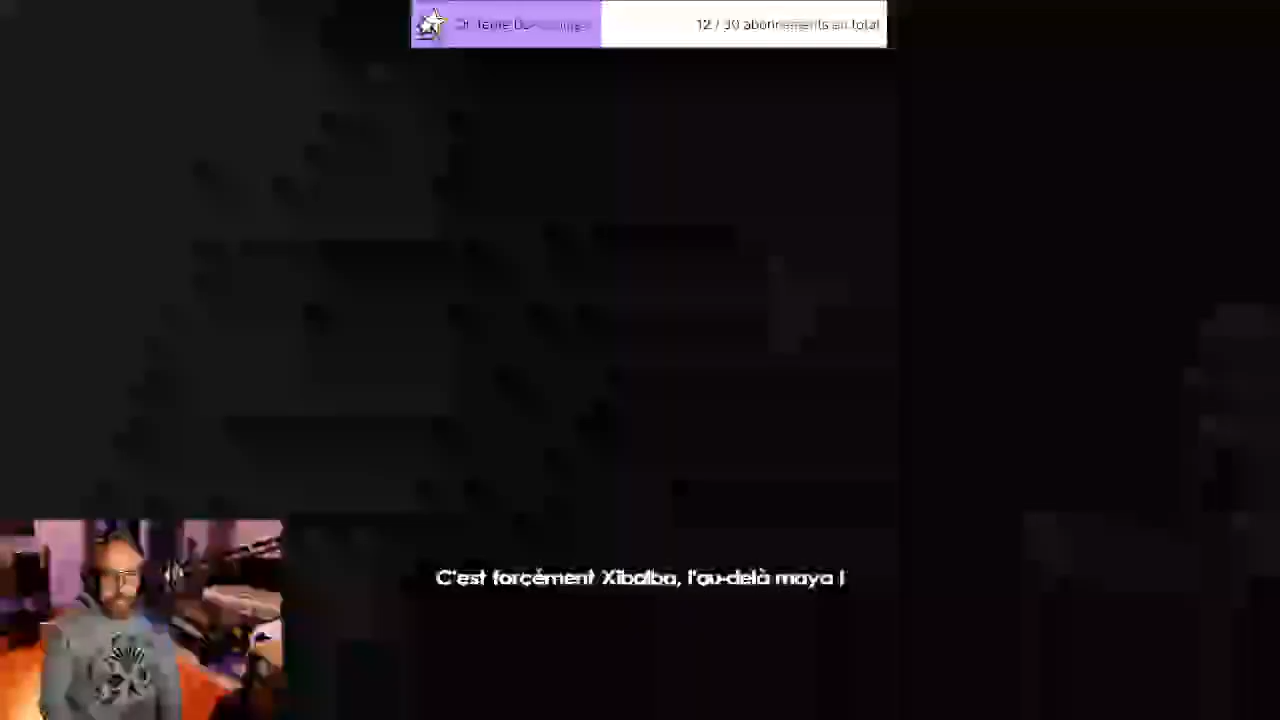 12 / 30 abonnements au total
C'est forcément Xibalba, l'au-delà maya !